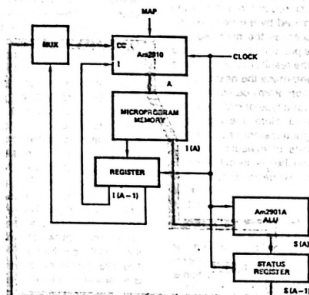 MAP
MUX
CC
Am2910
I
CLOCK
A
MICROPROGRAM
MEMORY
I (A)
REGISTER
I (A – 1)
Am2901A
ALU
S(A)
STATUS
REGISTER
S(A–1)